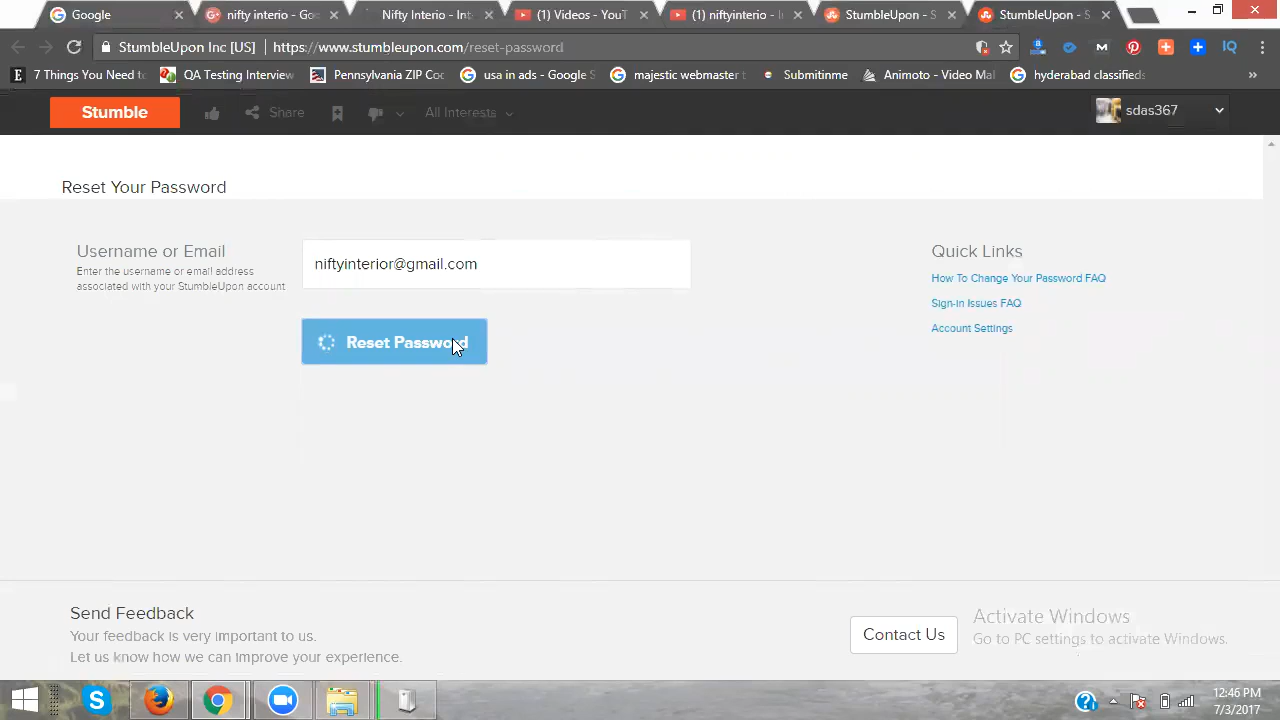 Google
nifty interio - Goo
Nifty Interio - Inte
(1) Videos - YouT
(1) niftyinterio - 
StumbleUpon - S
StumbleUpon - S
StumbleUpon Inc [US] | https://www.stumbleupon.com/reset-password
7 Things You Need to
QA Testing Interview
Pennsylvania ZIP Coc
usa in ads - Google S
majestic webmaster t
Submitinme
Animoto - Video Mal
hyderabad classifieds
»
Stumble
Share
All Interests
sdas367
Reset Your Password
Username or Email
Enter the username or email address
associated with your StumbleUpon account
niftyinterior@gmail.com
Reset Password
Quick Links
How To Change Your Password FAQ
Sign-in Issues FAQ
Account Settings
Send Feedback
Your feedback is very important to us.
Let us know how we can improve your experience.
Contact Us
Activate Windows
Go to PC settings to activate Windows.
12:46 PM
7/3/2017